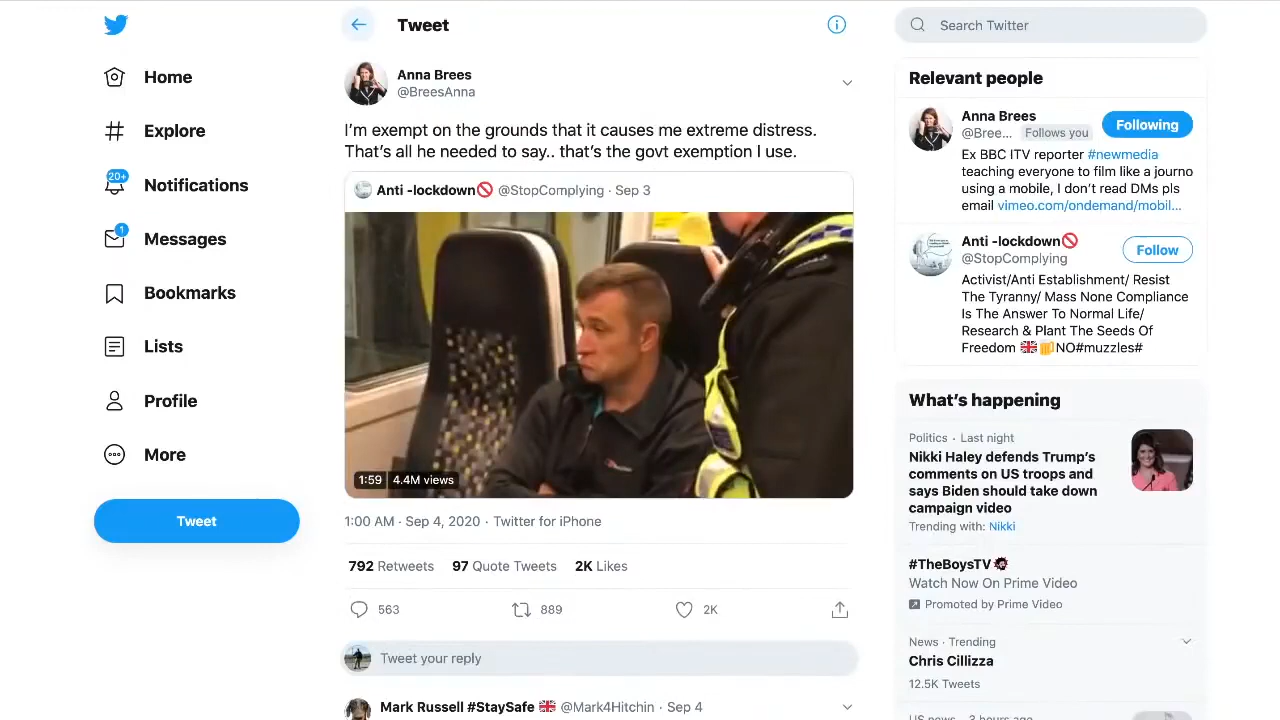 Home
Explore
20+
Notifications
1
Messages
Bookmarks
Lists
Profile
More
Tweet
Tweet
Anna Brees
@BreesAnna
I'm exempt on the grounds that it causes me extreme distress.
That's all he needed to say.. that's the govt exemption I use.
Anti -lockdown🚫 @StopComplying · Sep 3
1:59 4.4M views
1:00 AM · Sep 4, 2020 · Twitter for iPhone
792 Retweets 97 Quote Tweets 2K Likes
563 889 2K
Tweet your reply
Mark Russell #StaySafe 🇬🇧 @Mark4Hitchin · Sep 4
Search Twitter
Relevant people
Anna Brees
@Bree... Follows you
Following
Ex BBC ITV reporter #newmedia
teaching everyone to film like a journo
using a mobile, I don't read DMs pls
email vimeo.com/ondemand/mobil...
Anti -lockdown🚫
@StopComplying
Follow
Activist/Anti Establishment/ Resist
The Tyranny/ Mass None Compliance
Is The Answer To Normal Life/
Research & Plant The Seeds Of
Freedom 🇬🇧🍺NO#muzzles#
What's happening
Politics · Last night
Nikki Haley defends Trump's
comments on US troops and
says Biden should take down
campaign video
Trending with: Nikki
#TheBoysTV
Watch Now On Prime Video
Promoted by Prime Video
News · Trending
Chris Cillizza
12.5K Tweets
US news · 3 hours ago